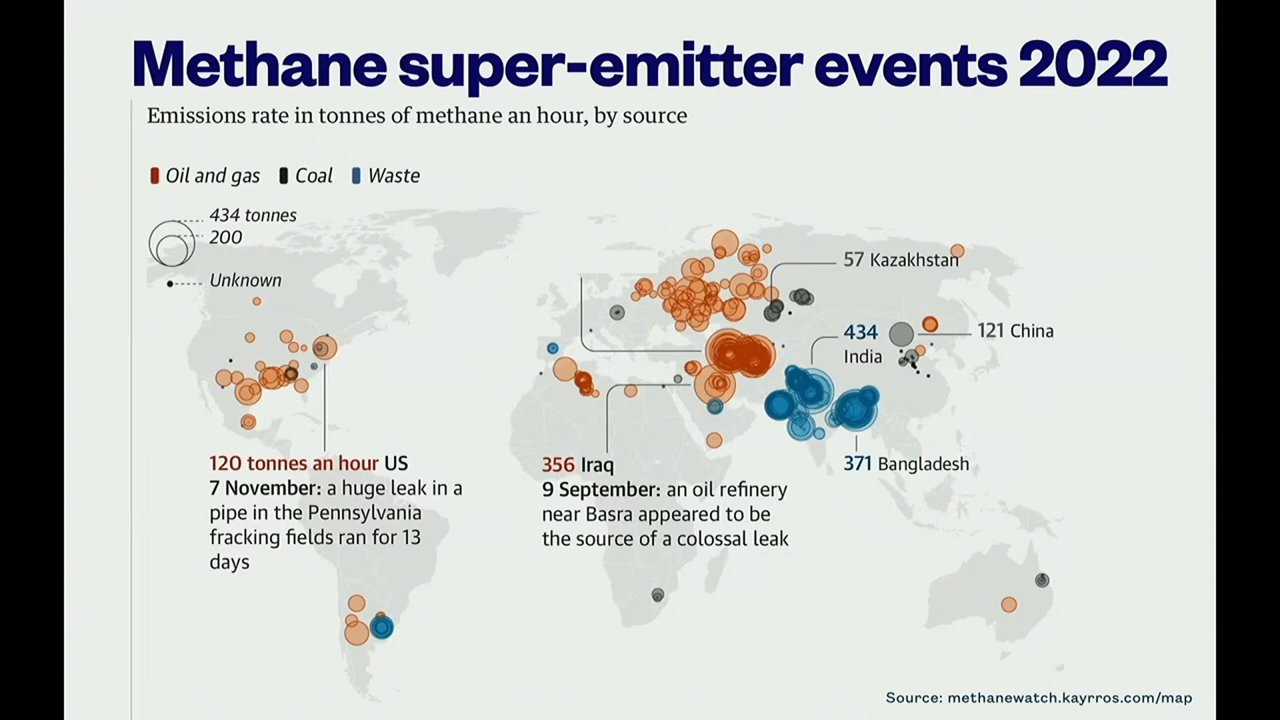 Methane super-emitter events 2022
Emissions rate in tonnes of methane an hour, by source
Oil and gas Coal Waste
434 tonnes
200
Unknown
57 Kazakhstan
434
India
121 China
371 Bangladesh
120 tonnes an hour US
7 November: a huge leak in a
pipe in the Pennsylvania
fracking fields ran for 13
days
356 Iraq
9 September: an oil refinery
near Basra appeared to be
the source of a colossal leak
Source: methanewatch.kayrros.com/map